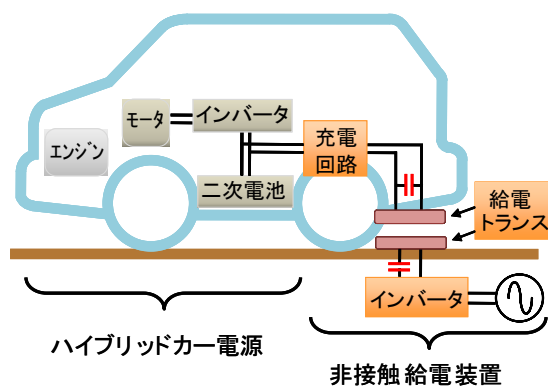 エンジン
モータ
インバータ
二次電池
充電
回路
給電
トランス
インバータ
ハイブリッドカー電源
非接触給電装置